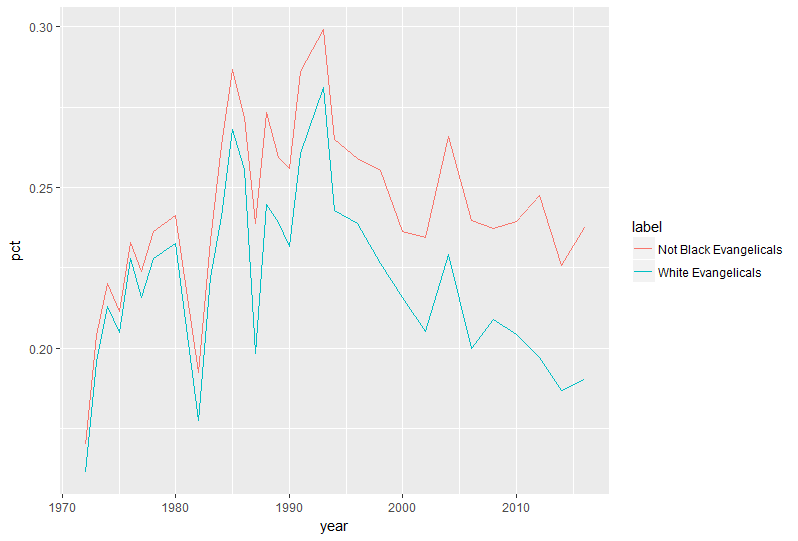 0.30
0.25
0.20
pct
1970 1980 1990 2000 2010
year
label
Not Black Evangelicals
White Evangelicals